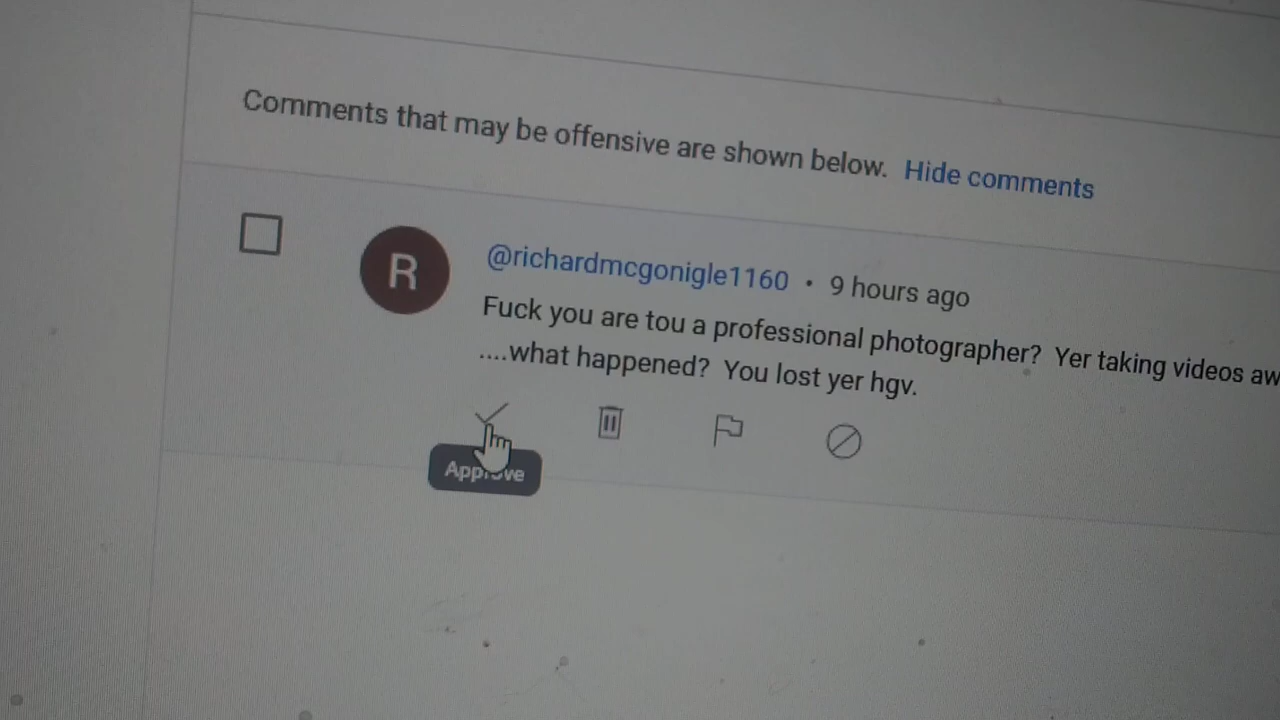 Comments that may be offensive are shown below. Hide comments
R
@richardmcgonigle1160 • 9 hours ago
Fuck you are tou a professional photographer? Yer taking videos
....what happened? You lost yer hgv.
Approve